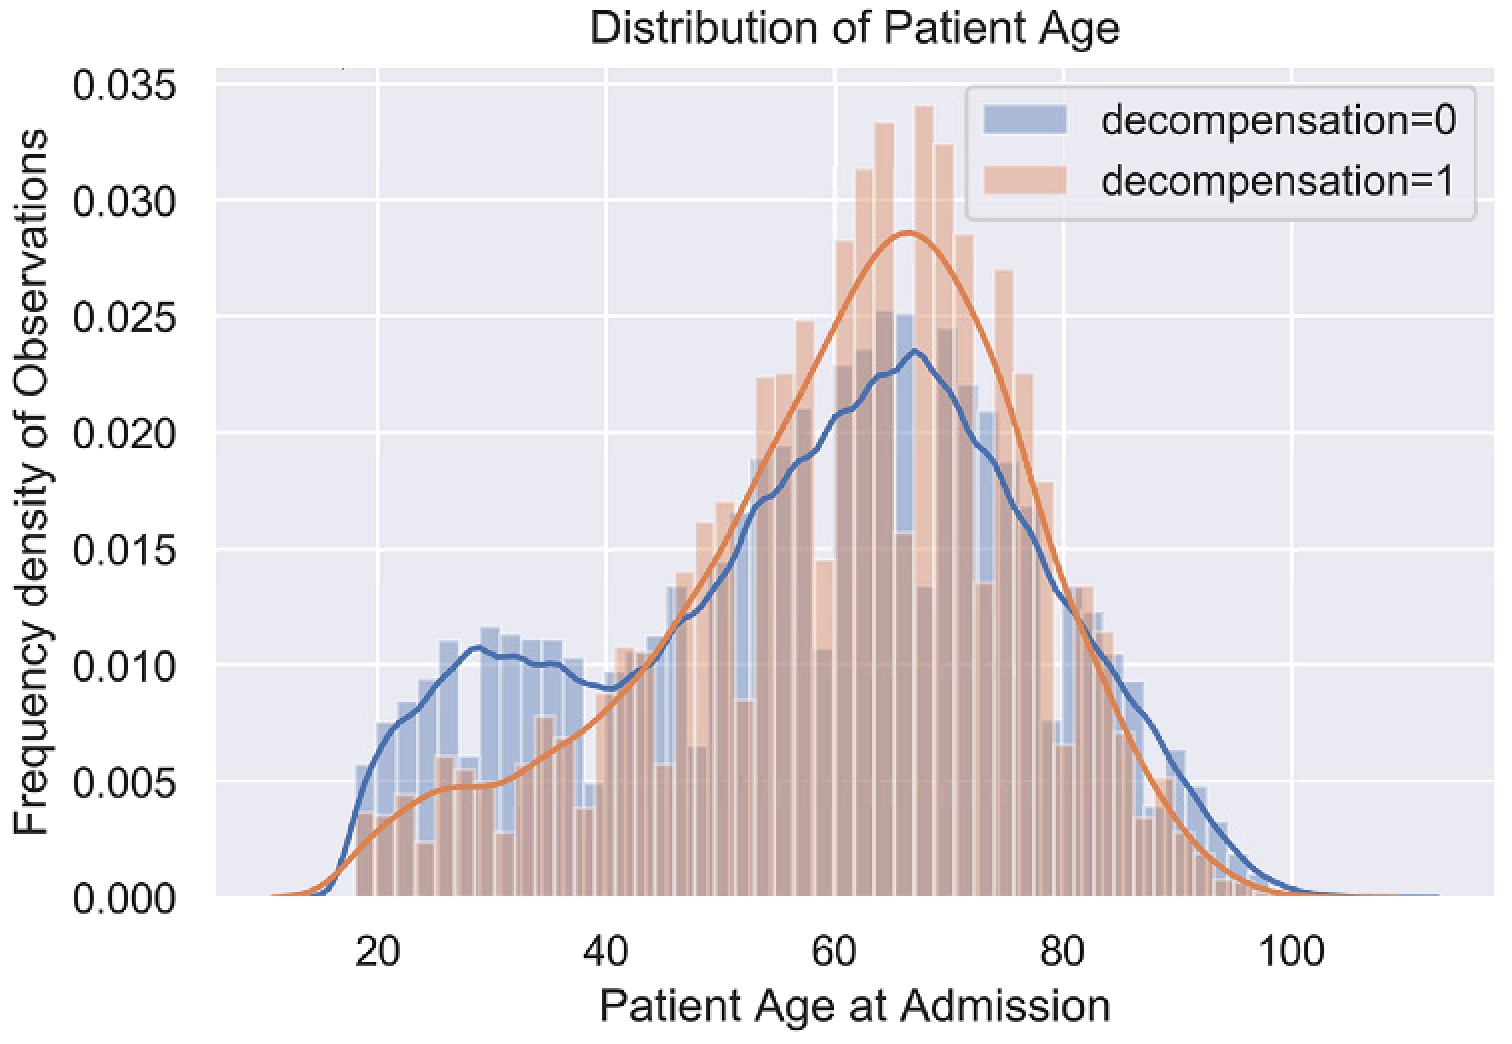 Distribution of Patient Age
Frequency density of Observations
0.035
0.030
0.025
0.020
0.015
0.010
0.005
0.000
decompensation=0
decompensation=1
20 40 60 80 100
Patient Age at Admission